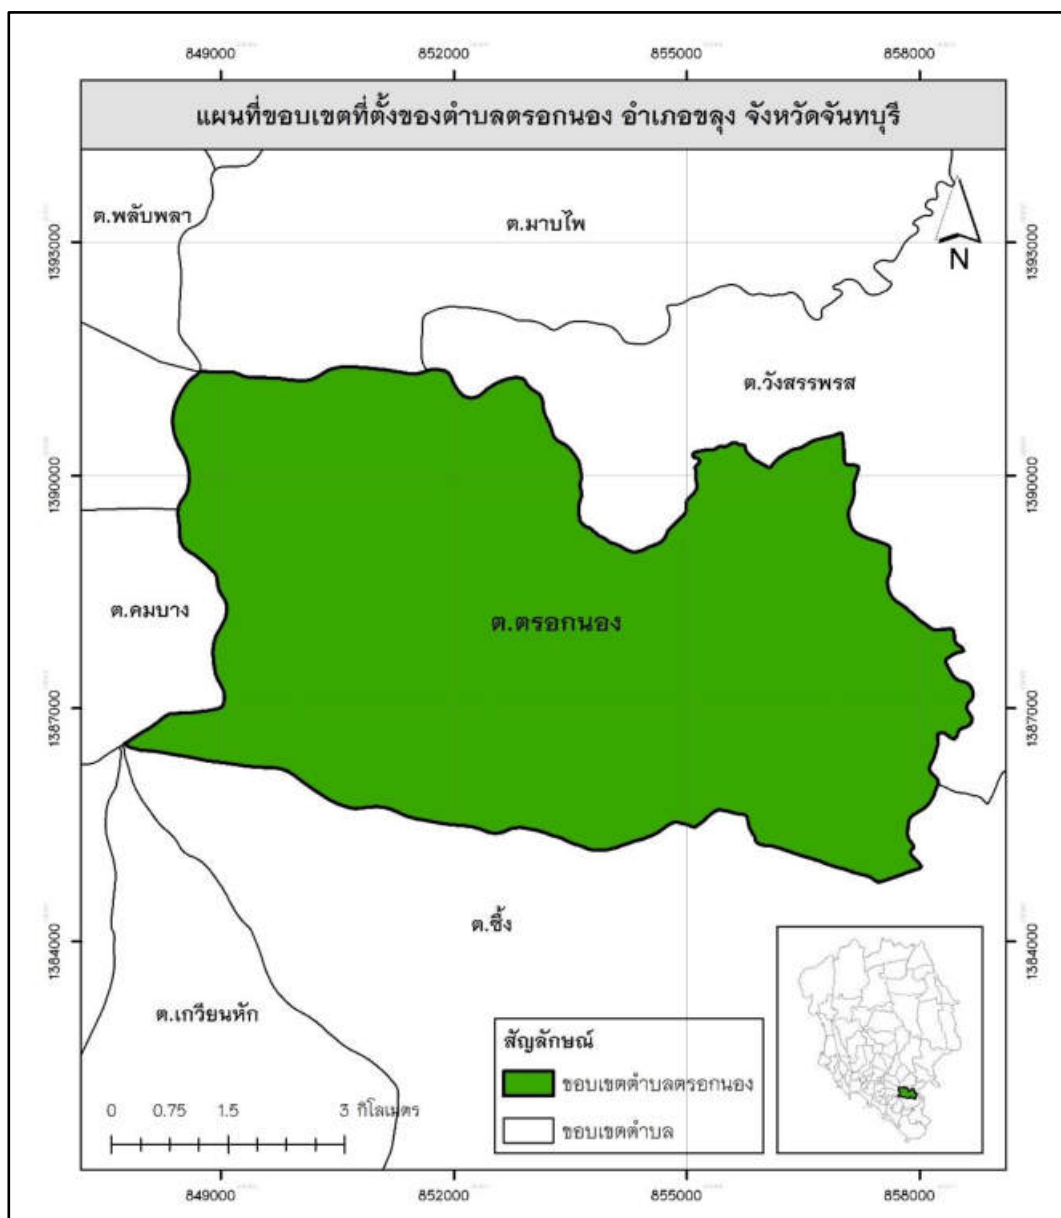 849000 852000 855000 858000
แผนที่ขอบเขตที่ตั้งของตำบลตรอกนอง อำเภอขลุง จังหวัดจันทบุรี
ต.พลับพลา
ต.มาบไพ
1393000 1393000
N
ต.วังสรรพรส
1390000 1390000
ต.คมบาง
ต.ตรอกนอง
1387000 1387000
ต.ซึ้ง
1384000 1384000
ต.เกวียนหัก
สัญลักษณ์
ขอบเขตตำบลตรอกนอง
ขอบเขตตำบล
0 0.75 1.5 3 กิโลเมตร
849000 852000 855000 858000